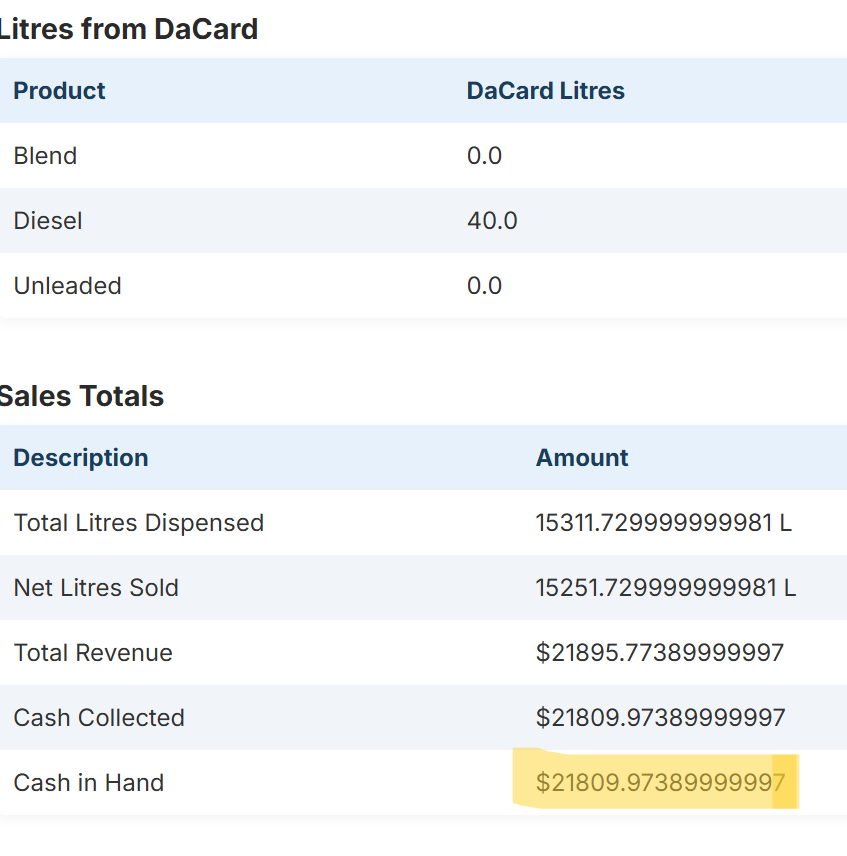 Litres from DaCard
Product DaCard Litres
Blend 0.0
Diesel 40.0
Unleaded 0.0
Sales Totals
Description Amount
Total Litres Dispensed 15311.729999999981 L
Net Litres Sold 15251.729999999981 L
Total Revenue $21895.77389999997
Cash Collected $21809.97389999997
Cash in Hand $21809.97389999997